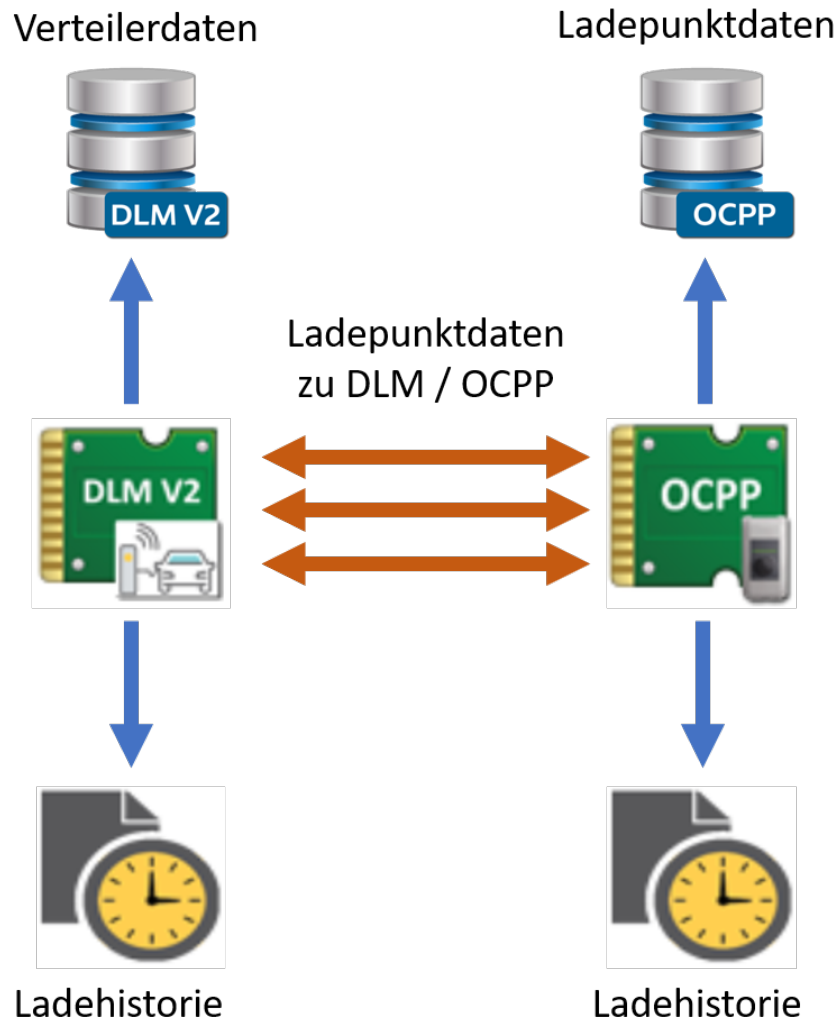 Verteilerdaten
Ladepunktdaten
DLM V2
OCPP
Ladepunktdaten
zu DLM / OCPP
DLM V2
OCPP
Ladehistorie
Ladehistorie